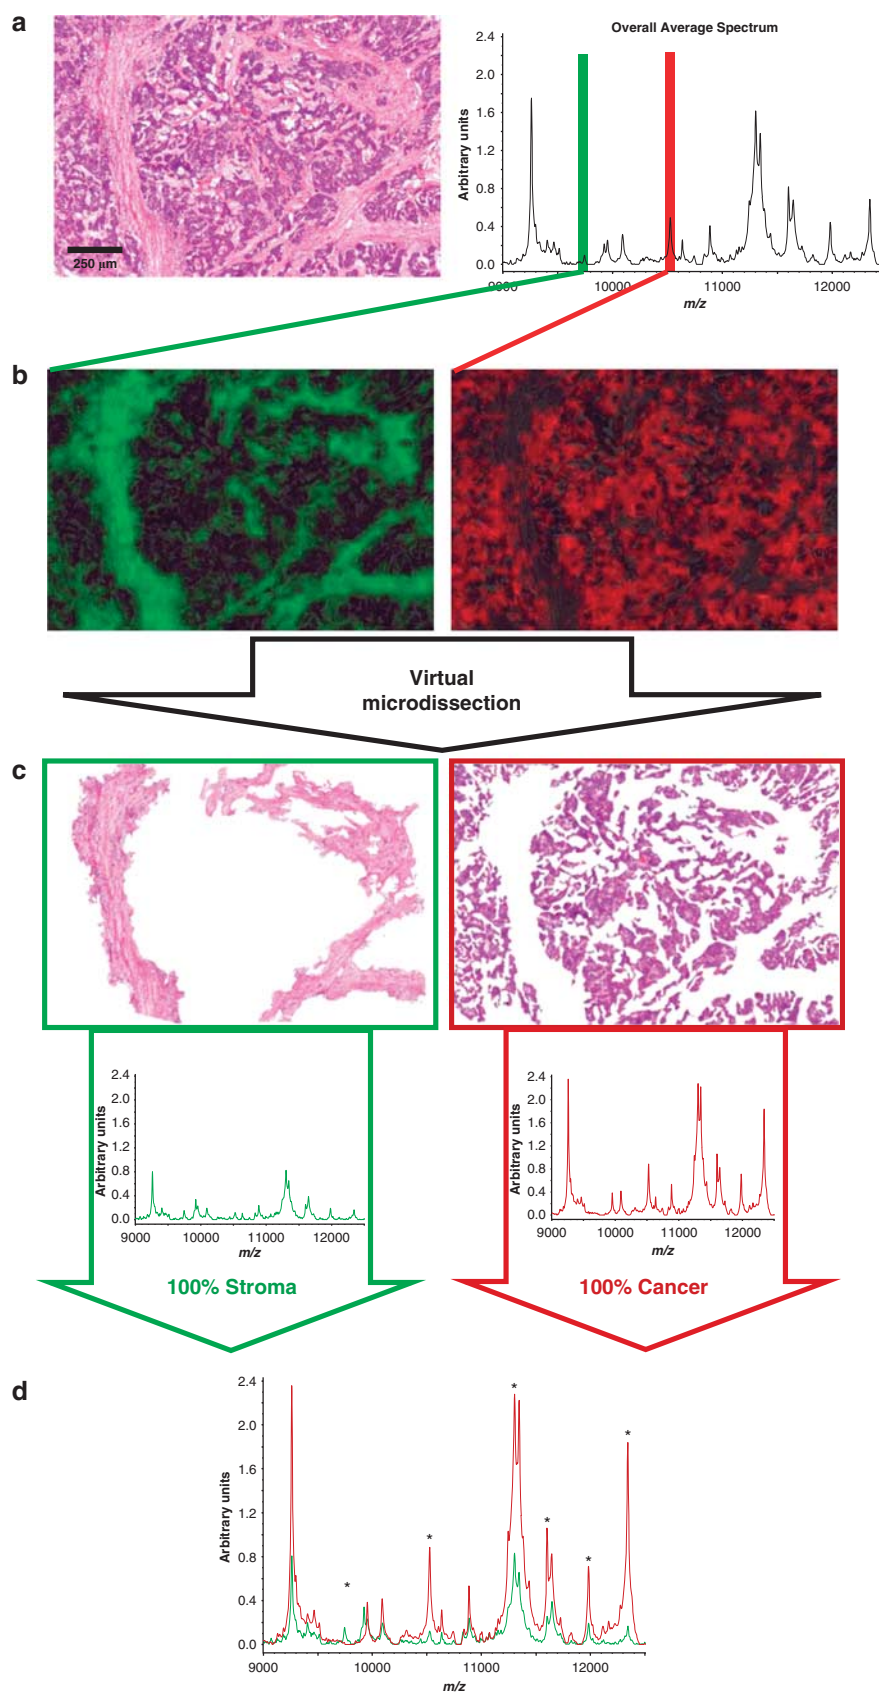 a
Overall Average Spectrum
2.4
2.0
1.6
1.2
0.8
0.4
0.0
Arbitrary units
9000 10000 11000 12000
m/z
250 μm
b
Virtual
microdissection
c
2.4
2.0
1.6
1.2
0.8
0.4
0.0
Arbitrary units
9000 10000 11000 12000
m/z
2.4
2.0
1.6
1.2
0.8
0.4
0.0
Arbitrary units
9000 10000 11000 12000
m/z
100% Stroma
100% Cancer
d
2.4
2.0
1.6
1.2
0.8
0.4
0.0
Arbitrary units
* * * * * *
9000 10000 11000 12000
m/z